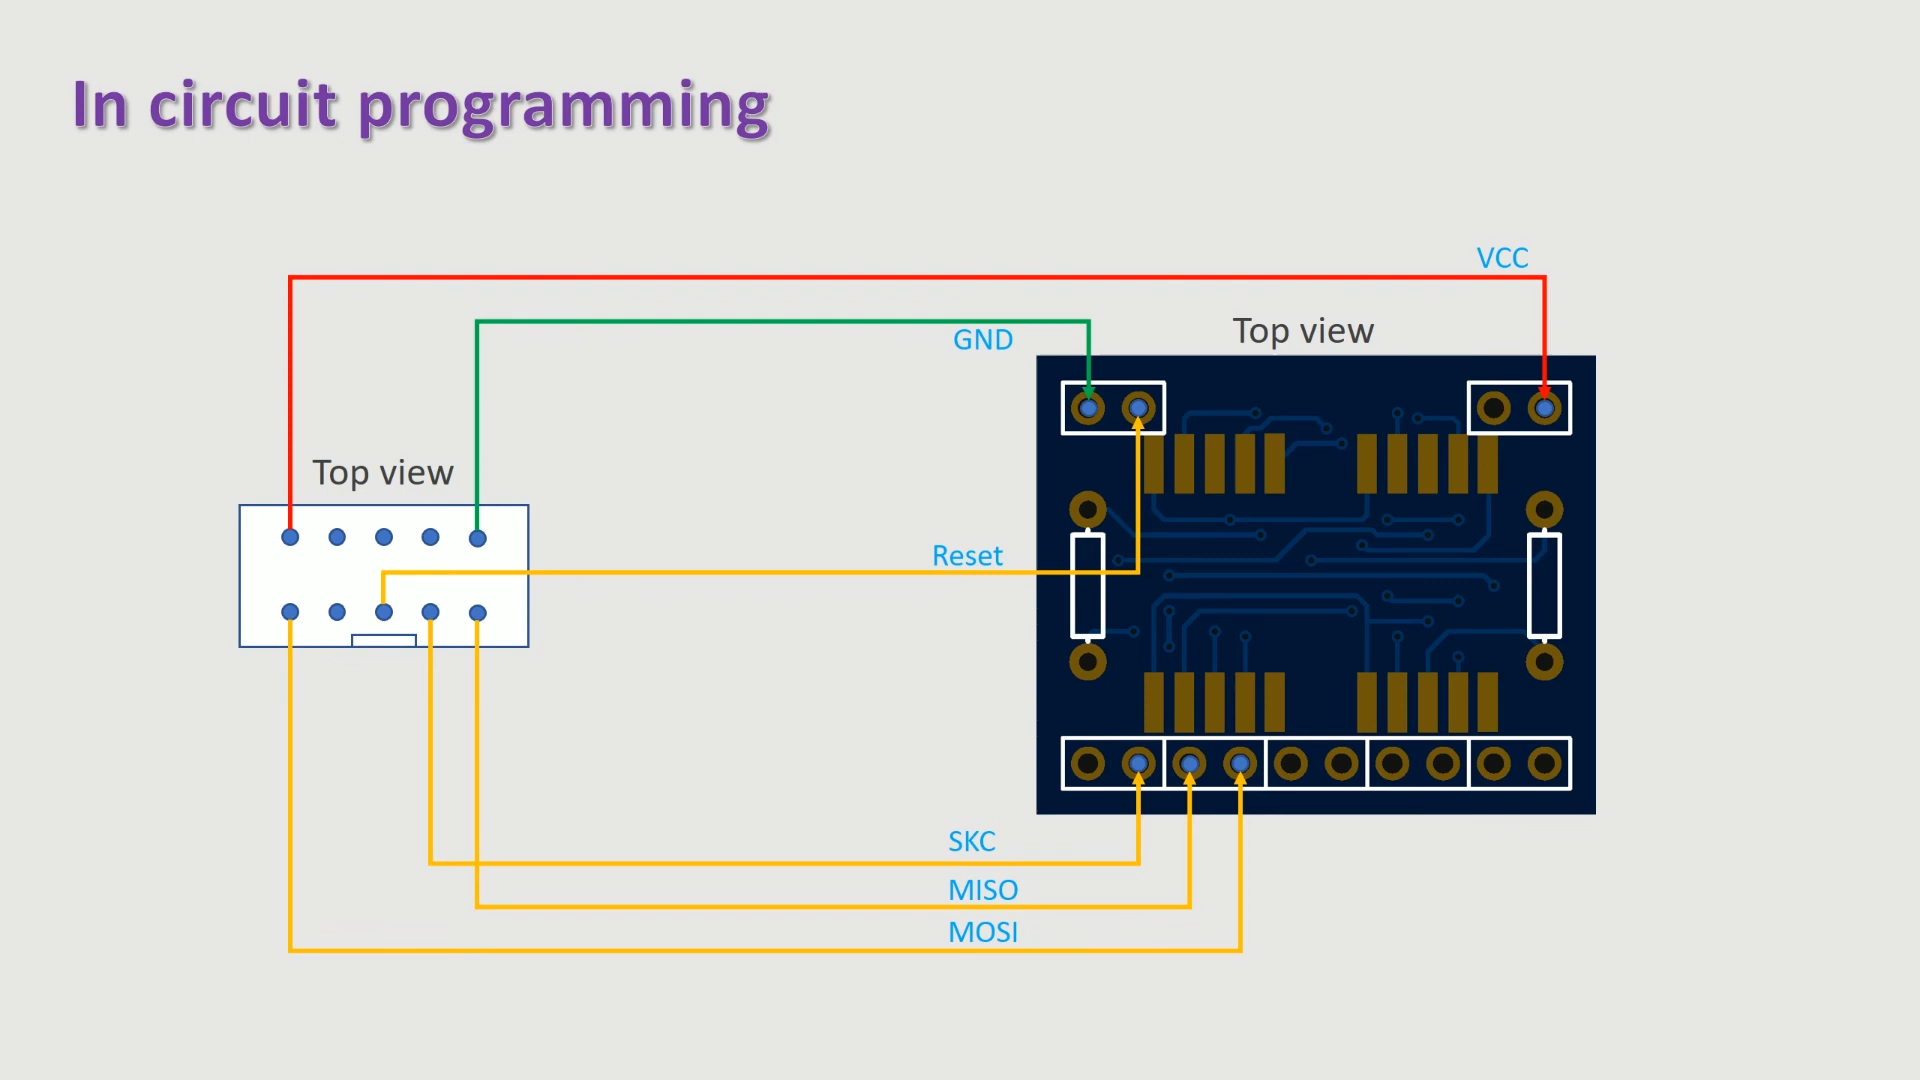 In circuit programming
VCC
GND
Top view
Top view
Reset
SKC
MISO
MOSI